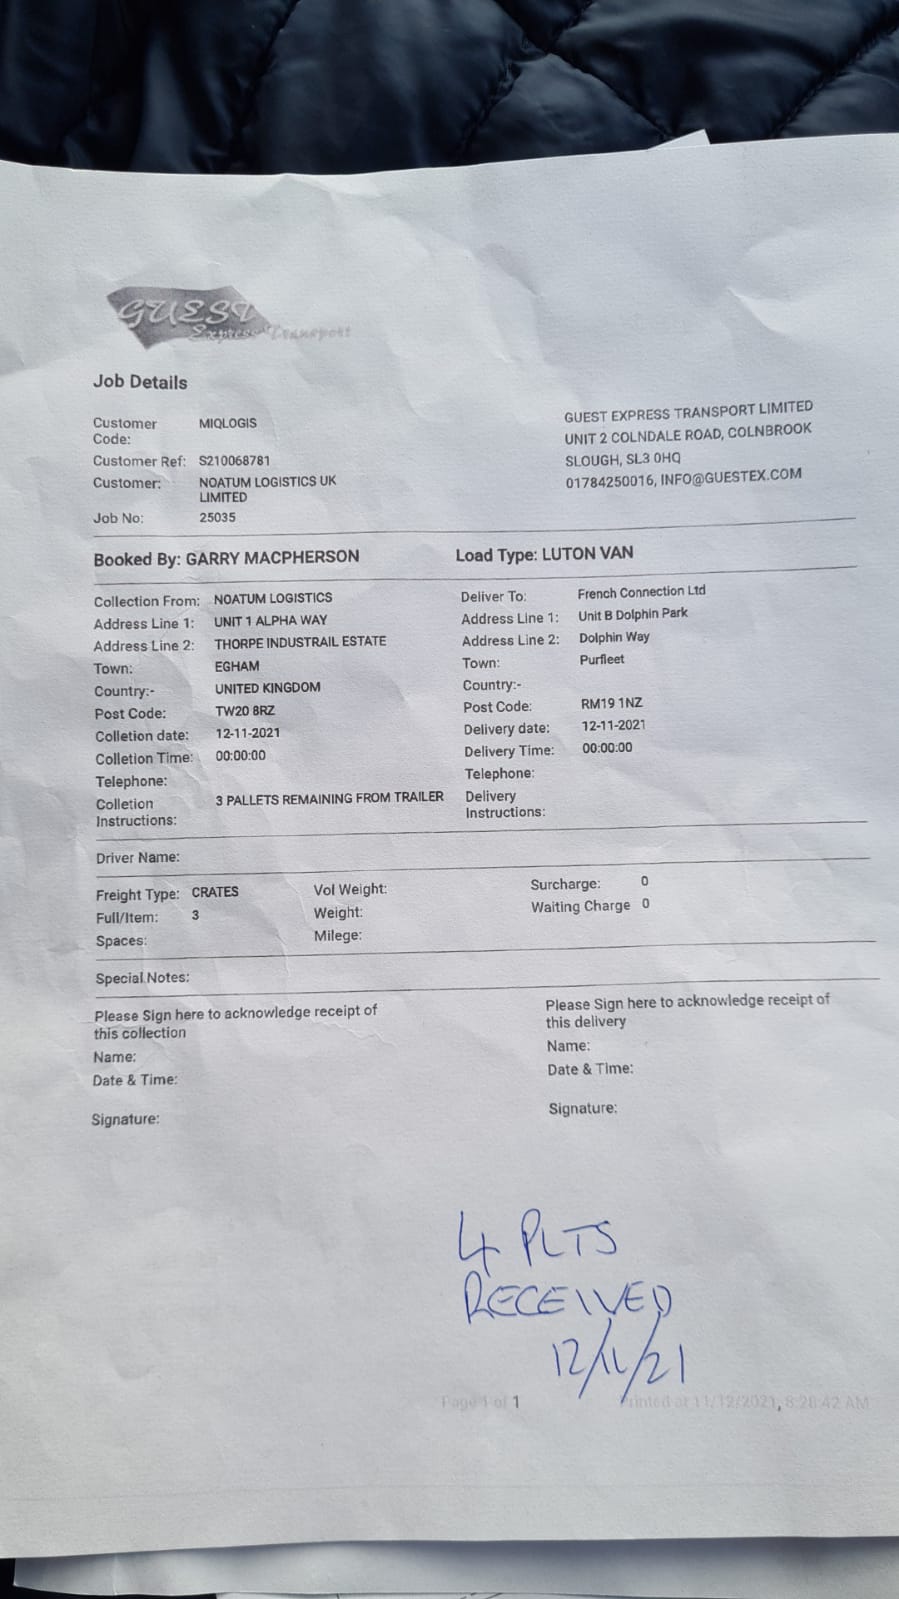 GUEST
Express Transport
Job Details
Customer Code: MIQLOGIS
Customer Ref: S210068781
Customer: NOATUM LOGISTICS UK LIMITED
Job No: 25035
GUEST EXPRESS TRANSPORT LIMITED
UNIT 2 COLNDALE ROAD, COLNBROOK
SLOUGH, SL3 0HQ
01784250016, INFO@GUESTEX.COM
Booked By: GARRY MACPHERSON
Load Type: LUTON VAN
Collection From: NOATUM LOGISTICS
Address Line 1: UNIT 1 ALPHA WAY
Address Line 2: THORPE INDUSTRAIL ESTATE
Town: EGHAM
Country:- UNITED KINGDOM
Post Code: TW20 8RZ
Colletion date: 12-11-2021
Colletion Time: 00:00:00
Telephone:
Colletion Instructions: 3 PALLETS REMAINING FROM TRAILER
Deliver To: French Connection Ltd
Address Line 1: Unit B Dolphin Park
Address Line 2: Dolphin Way
Town: Purfleet
Country:-
Post Code: RM19 1NZ
Delivery date: 12-11-2021
Delivery Time: 00:00:00
Telephone:
Delivery Instructions:
Driver Name:
Freight Type: CRATES
Full/Item: 3
Spaces:
Vol Weight:
Weight:
Milege:
Surcharge: 0
Waiting Charge 0
Special Notes:
Please Sign here to acknowledge receipt of
this collection
Name:
Date & Time:
Signature:
Please Sign here to acknowledge receipt of
this delivery
Name:
Date & Time:
Signature:
4 PLTS
RECEIVED
12/11/21
Page 1 of 1
Printed at 11/12/2021, 8:28:42 AM